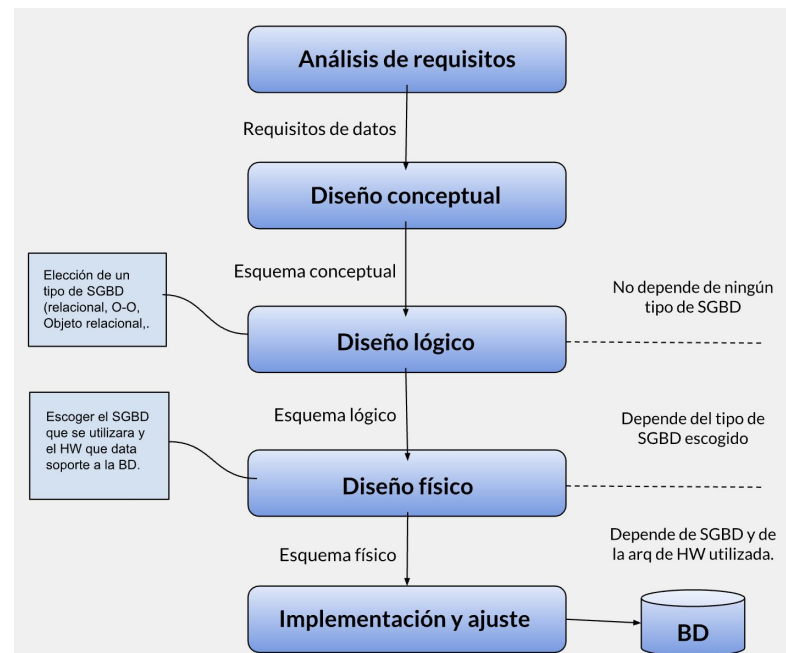 Análisis de requisitos
Requisitos de datos
Diseño conceptual
Esquema conceptual
Elección de un
tipo de SGBD
(relacional, O-O,
Objeto relacional,.
No depende de ningún
tipo de SGBD
Diseño lógico
Esquema lógico
Escoger el SGBD
que se utilizara y
el HW que data
soporte a la BD.
Depende del tipo de
SGBD escogido
Diseño físico
Esquema físico
Depende de SGBD y de
la arq de HW utilizada.
Implementación y ajuste
BD